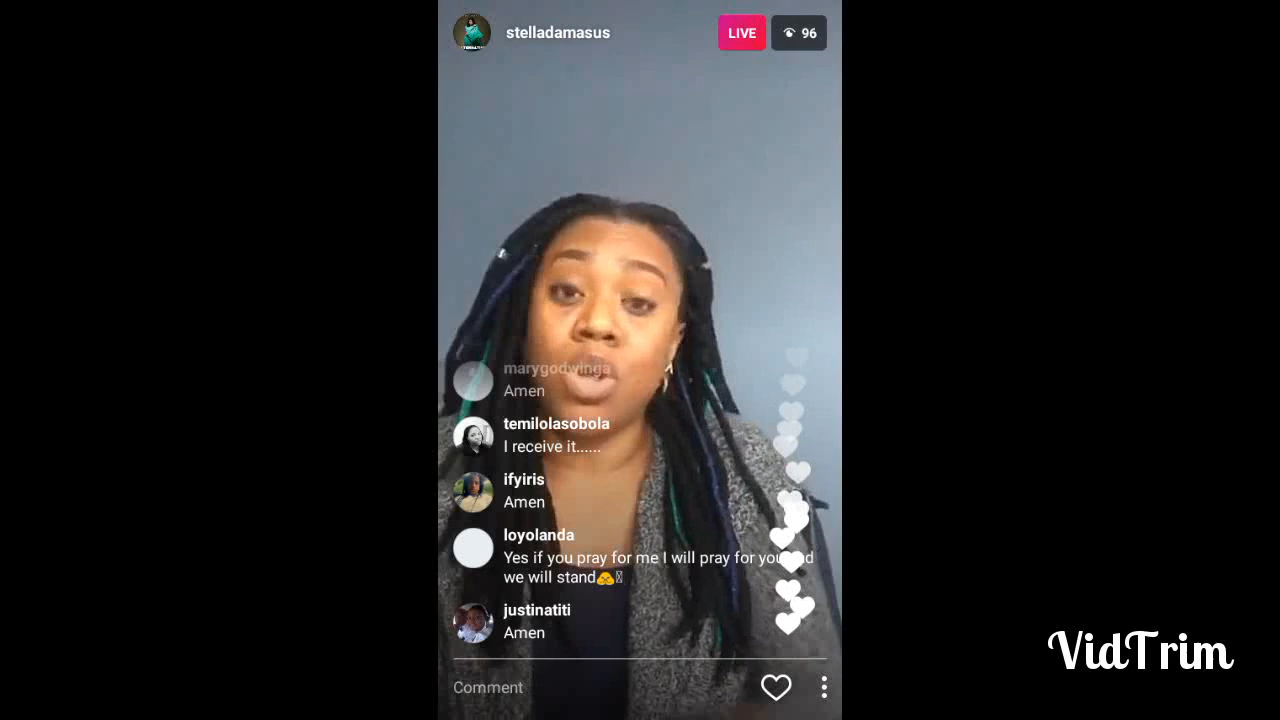 stelladamasus
LIVE
96
marygodwinga
Amen
temilolasobola
I receive it......
ifyiris
Amen
loyolanda
Yes if you pray for me I will pray for you
we will stand
justinatiti
Amen
Comment
VidTrim